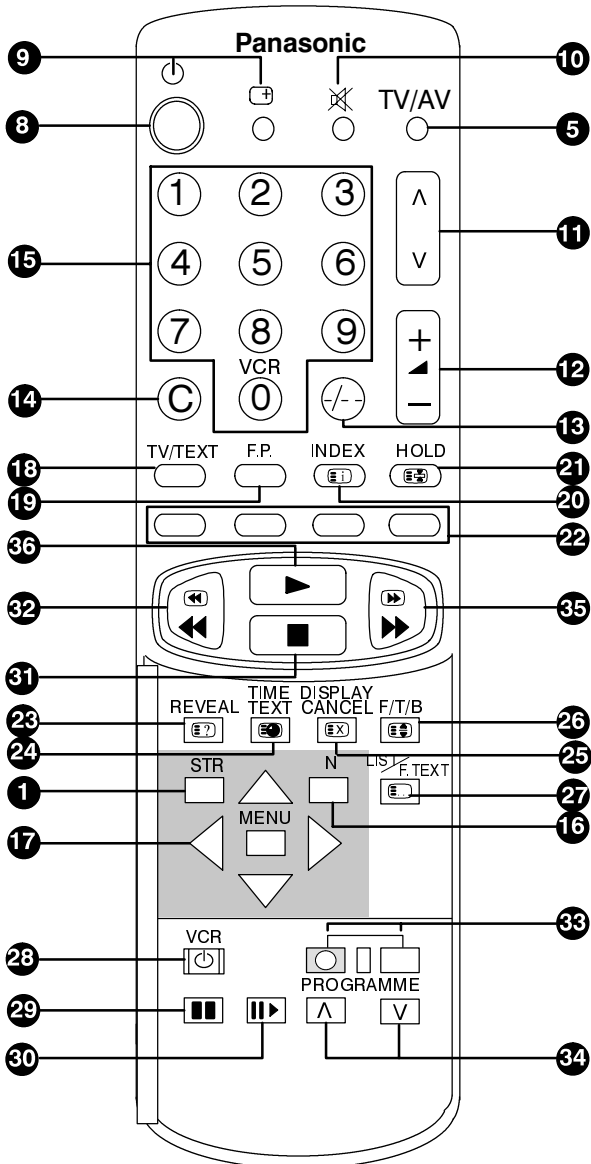 Panasonic
9
10
TV/AV
8
5
1 2 3
11
15
4 5 6
7 8 9
VCR
12
14
C 0 -/--
13
TV/TEXT F.P. INDEX HOLD
18
21
19
20
22
36
32
35
31
REVEAL TIME TEXT DISPLAY CANCEL F/T/B
23
26
24
25
STR N LIST/F.TEXT
1
27
16
MENU
17
33
VCR
28
PROGRAMME
29
30
34